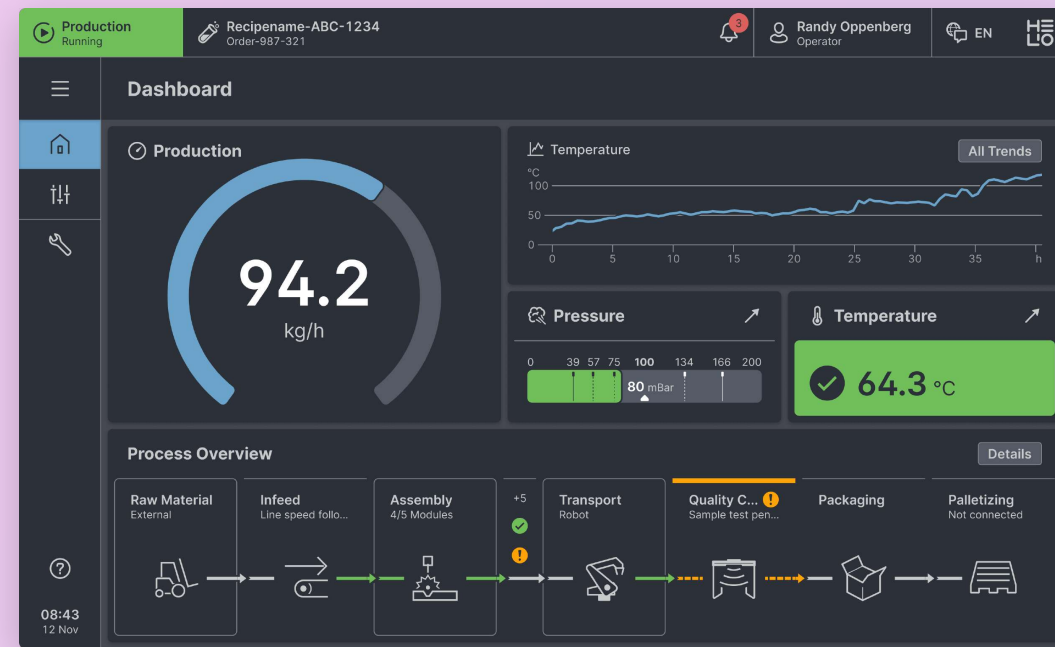 Production
Running
Recipename-ABC-1234
Order-987-321
3
Randy Oppenberg
Operator
EN
HELIO
Dashboard
Production
94.2
kg/h
Temperature
All Trends
°C
100
50
0
0 5 10 15 20 25 30 35 h
Pressure
0 39 57 75 100 134 166 200
80 mBar
Temperature
64.3 °C
Process Overview
Details
Raw Material
External
Infeed
Line speed follo...
Assembly
4/5 Modules
+5
Transport
Robot
Quality C...
Sample test pen...
Packaging
Palletizing
Not connected
08:43
12 Nov